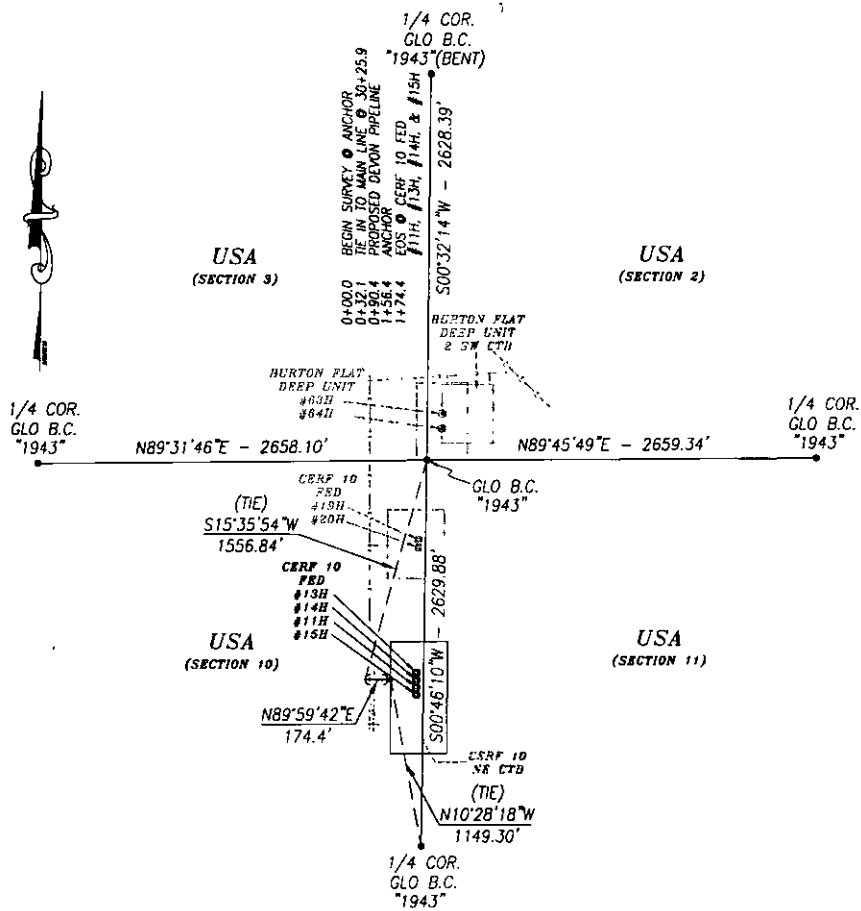 1/4 COR.
GLO B.C.
"1943"(BENT)
0+00.0 BEGIN SURVEY @ ANCHOR
0+32.1 TIE IN TO MAIN LINE @ 30+25.9
0+90.4 PROPOSED DEVON PIPELINE
1+56.4 ANCHOR
1+74.4 EOS @ CERF 10 FED
#11H, #13H, #14H, & #15H
S00°32'14"W - 2628.39'
USA
(SECTION 3)
USA
(SECTION 2)
BURTON FLAT
DEEP UNIT
2 SW CTB
BURTON FLAT
DEEP UNIT
#63H
#64H
1/4 COR.
GLO B.C.
"1943"
N89°31'46"E - 2658.10'
N89°45'49"E - 2659.34'
1/4 COR.
GLO B.C.
"1943"
GLO B.C.
"1943"
CERF 10
FED
#19H
#20H
(TIE)
S15°35'54"W
1556.84'
CERF 10
FED
#13H
#14H
#11H
#15H
S00°46'10"W - 2629.88'
USA
(SECTION 10)
USA
(SECTION 11)
N89°59'42"E
174.4'
CERF 10
NE CTB
(TIE)
N10°28'18"W
1149.30'
1/4 COR.
GLO B.C.
"1943"